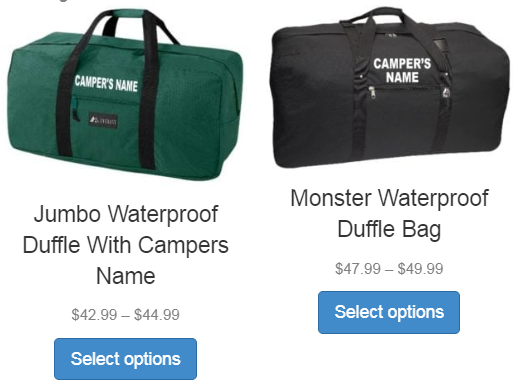 CAMPER'S NAME
EVEREST
Jumbo Waterproof
Duffle With Campers
Name
$42.99 – $44.99
Select options
CAMPER'S
NAME
Monster Waterproof
Duffle Bag
$47.99 – $49.99
Select options